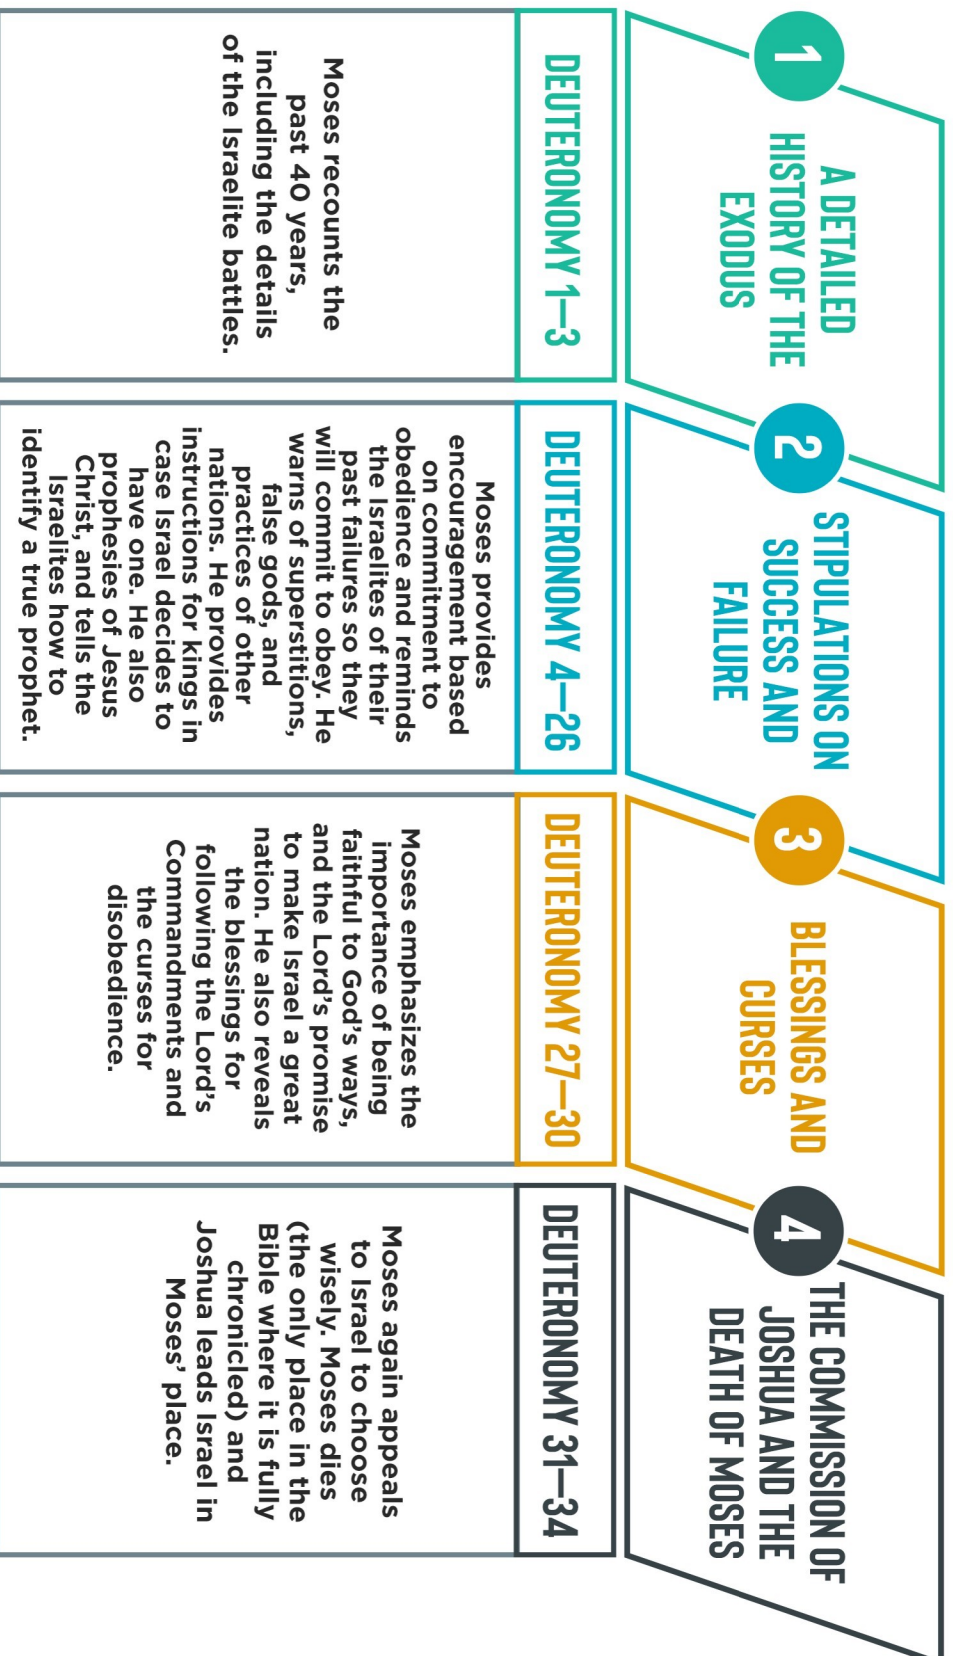 1
A DETAILED
HISTORY OF THE
EXODUS
DEUTERONOMY 1–3
Moses recounts the
past 40 years,
including the details
of the Israelite battles.
2
STIPULATIONS ON
SUCCESS AND
FAILURE
DEUTERONOMY 4–26
Moses provides
encouragement based
on commitment to
obedience and reminds
the Israelites of their
past failures so they
will commit to obey. He
warns of superstitions,
false gods, and
practices of other
nations. He provides
instructions for kings in
case Israel decides to
have one. He also
prophesies of Jesus
Christ, and tells the
Israelites how to
identify a true prophet.
3
BLESSINGS AND
CURSES
DEUTERONOMY 27–30
Moses emphasizes the
importance of being
faithful to God's ways,
and the Lord's promise
to make Israel a great
nation. He also reveals
the blessings for
following the Lord's
Commandments and
the curses for
disobedience.
4
THE COMMISSION OF
JOSHUA AND THE
DEATH OF MOSES
DEUTERONOMY 31–34
Moses again appeals
to Israel to choose
wisely. Moses dies
(the only place in the
Bible where it is fully
chronicled) and
Joshua leads Israel in
Moses' place.